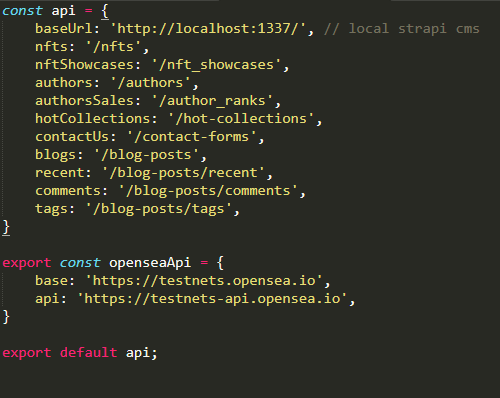 const api = {
    baseUrl: 'http://localhost:1337/', // local strapi cms
    nfts: '/nfts',
    nftShowcases: '/nft_showcases',
    authors: '/authors',
    authorsSales: '/author_ranks',
    hotCollections: '/hot-collections',
    contactUs: '/contact-forms',
    blogs: '/blog-posts',
    recent: '/blog-posts/recent',
    comments: '/blog-posts/comments',
    tags: '/blog-posts/tags',
}

export const openseaApi = {
    base: 'https://testnets.opensea.io',
    api: 'https://testnets-api.opensea.io',
}

export default api;